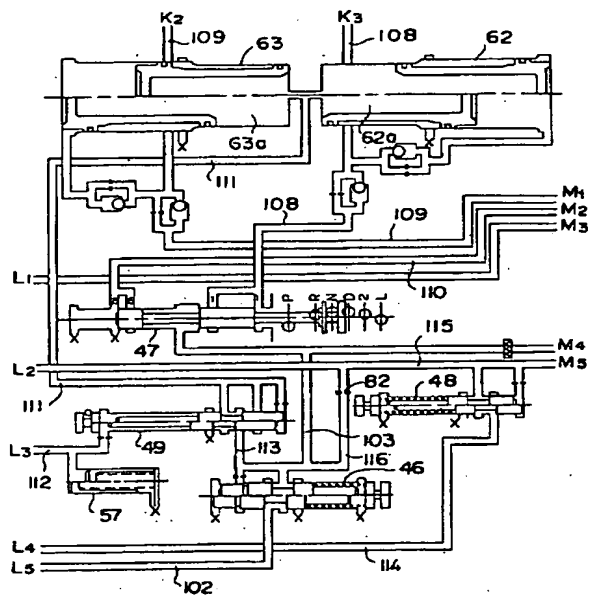 K2 K3
109 63 108 62
63a 62a
111
108 109
M1
M2
M3
L1
110
P R N D 2 L
47
115
M4
L2
M5
82 48
111
49 113 103
L3
112 116 46
57
L4
114
L5
102